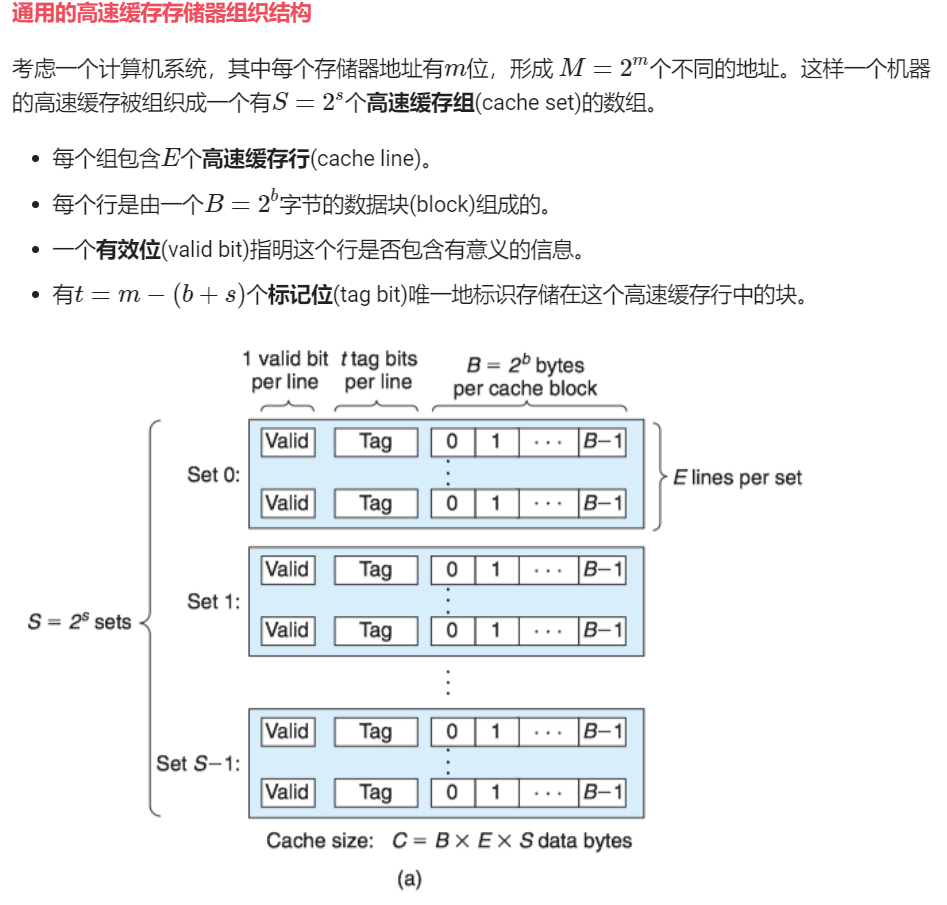 通用的高速缓存存储器组织结构
考虑一个计算机系统，其中每个存储器地址有m位，形成 M = 2^m个不同的地址。这样一个机器
的高速缓存被组织成一个有S = 2^s个高速缓存组(cache set)的数组。
• 每个组包含E个高速缓存行(cache line)。
• 每个行是由一个B = 2^b字节的数据块(block)组成的。
• 一个有效位(valid bit)指明这个行是否包含有意义的信息。
• 有t = m − (b + s)个标记位(tag bit)唯一地标识存储在这个高速缓存行中的块。
1 valid bit per line
t tag bits per line
B = 2^b bytes per cache block
Valid Tag 0 1 ··· B−1
Set 0:
E lines per set
Valid Tag 0 1 ··· B−1
Valid Tag 0 1 ··· B−1
Set 1:
S = 2^s sets
Valid Tag 0 1 ··· B−1
Valid Tag 0 1 ··· B−1
Set S−1:
Valid Tag 0 1 ··· B−1
Cache size: C = B × E × S data bytes
(a)